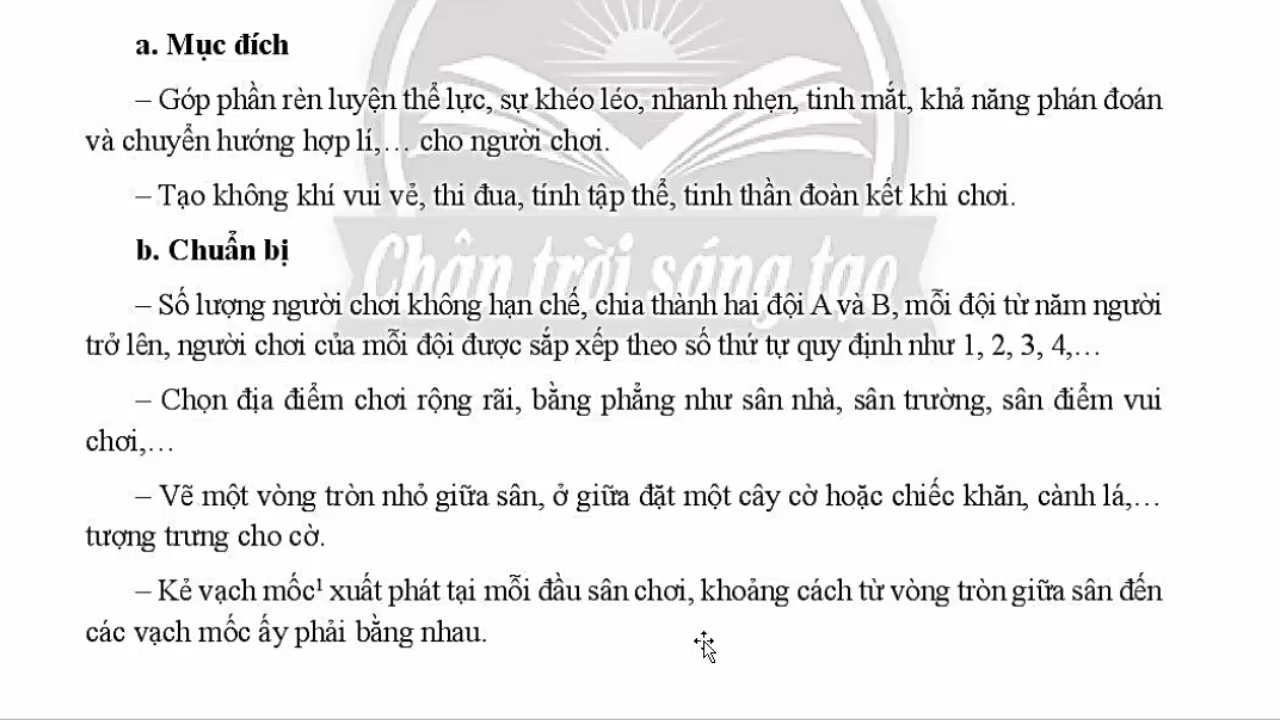 a. Mục đích
– Góp phần rèn luyện thể lực, sự khéo léo, nhanh nhẹn, tinh mắt, khả năng phán đoán
và chuyển hướng hợp lí,… cho người chơi.
– Tạo không khí vui vẻ, thi đua, tính tập thể, tinh thần đoàn kết khi chơi.
b. Chuẩn bị
Chân trời sáng tạo
– Số lượng người chơi không hạn chế, chia thành hai đội A và B, mỗi đội từ năm người
trở lên, người chơi của mỗi đội được sắp xếp theo số thứ tự quy định như 1, 2, 3, 4,…
– Chọn địa điểm chơi rộng rãi, bằng phẳng như sân nhà, sân trường, sân điểm vui
chơi,…
– Vẽ một vòng tròn nhỏ giữa sân, ở giữa đặt một cây cờ hoặc chiếc khăn, cành lá,…
tượng trưng cho cờ.
– Kẻ vạch mốc¹ xuất phát tại mỗi đầu sân chơi, khoảng cách từ vòng tròn giữa sân đến
các vạch mốc ấy phải bằng nhau.